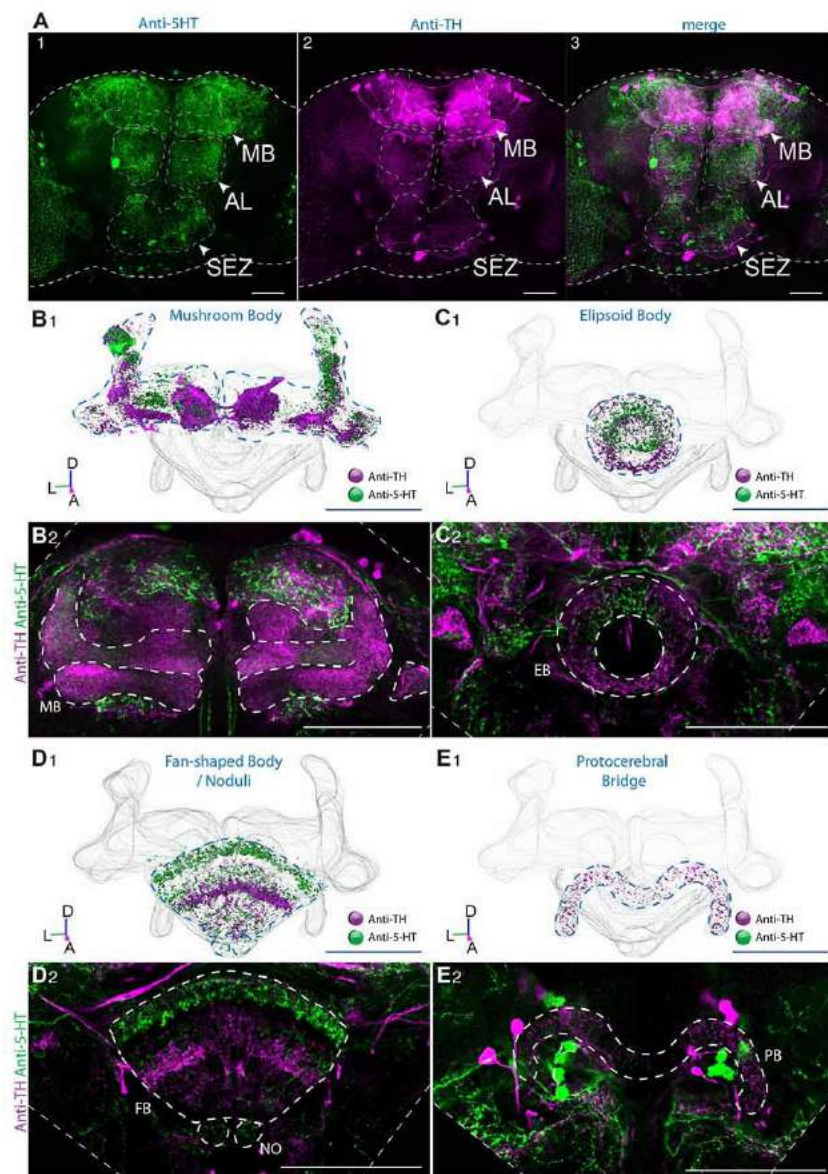 A
Anti-5HT
Anti-TH
merge
1
2
3
MB
AL
SEZ
MB
AL
SEZ
MB
AL
SEZ
B1
Mushroom Body
D
L
A
Anti-TH
Anti-5-HT
C1
Elipsoid Body
D
L
A
Anti-TH
Anti-5-HT
Anti-TH Anti-5-HT
B2
MB
C2
EB
D1
Fan-shaped Body
/ Noduli
D
L
A
Anti-TH
Anti-5-HT
E1
Protocerebral
Bridge
D
L
A
Anti-TH
Anti-5-HT
Anti-TH Anti-5-HT
D2
FB
NO
E2
PB